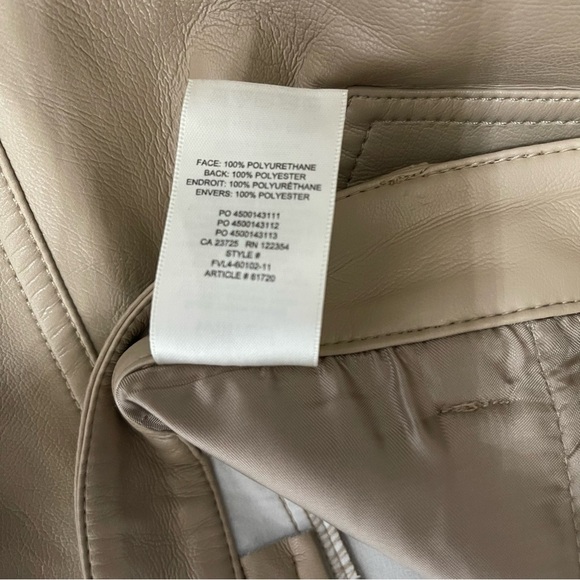 FACE: 100% POLYURETHANE
BACK: 100% POLYESTER
ENDROIT: 100% POLYURÉTHANE
ENVERS: 100% POLYESTER
PO 4500143111
PO 4500143112
PO 4500143113
CA 23725 RN 122354
STYLE #
FVL4-60102-11
ARTICLE # 81720